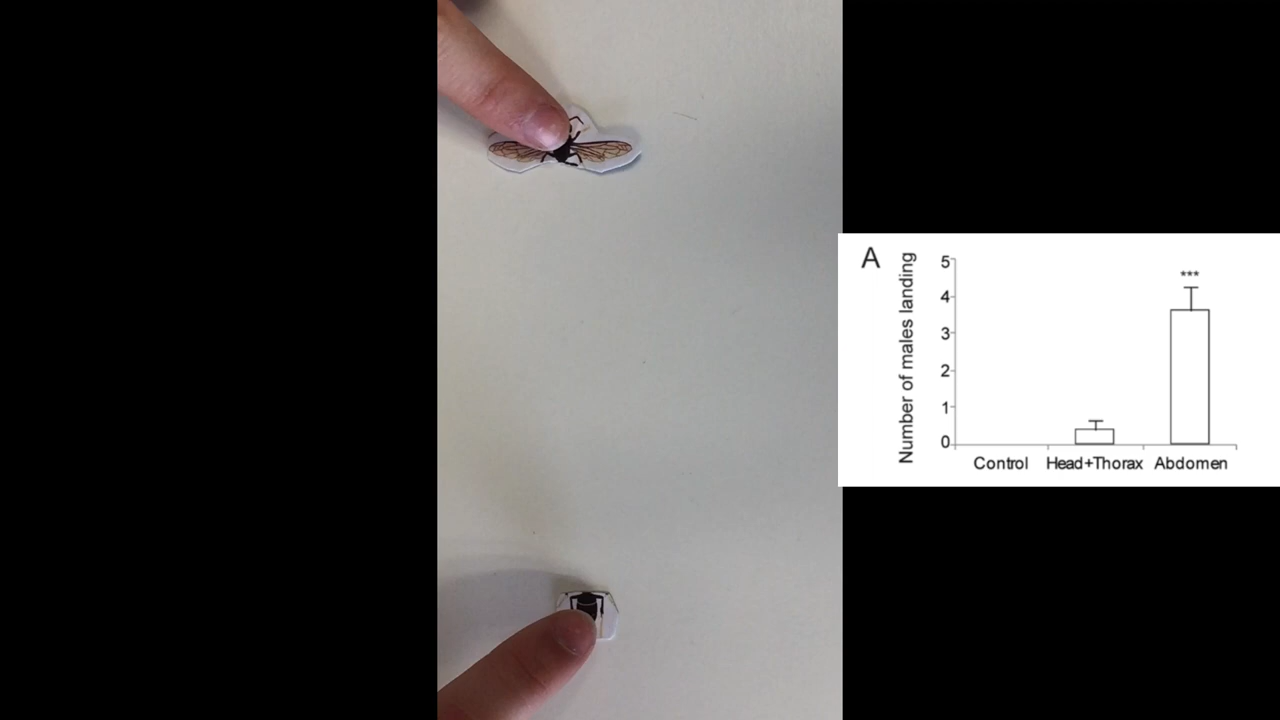 A
Number of males landing
5
***
4
3
2
1
0
Control Head+Thorax Abdomen